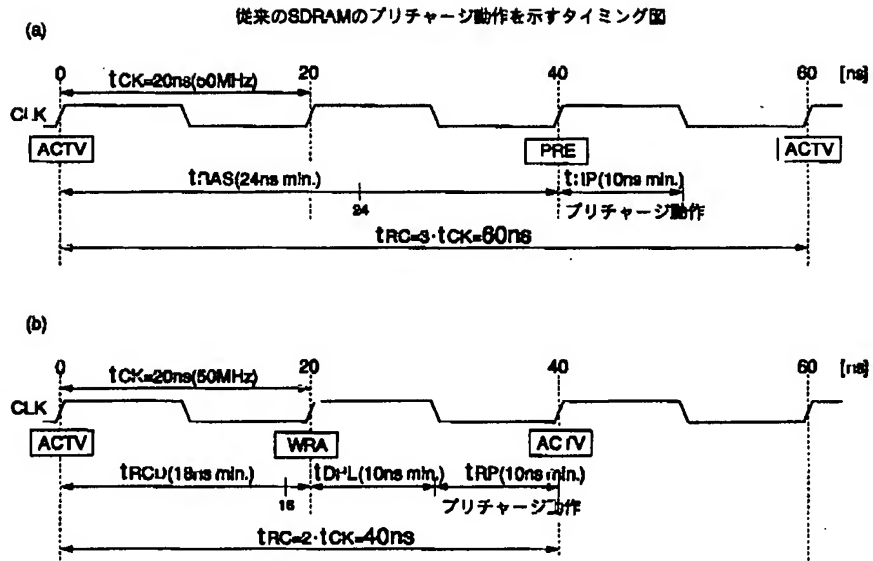 従来のSDRAMのプリチャージ動作を示すタイミング図
(a)
0 20 40 60 [ns]
tCK=20ns(50MHz)
CLK
ACTV PRE ACTV
tRAS(24ns min.) tRP(10ns min.)
24 プリチャージ動作
tRC=3·tCK=60ns
(b)
0 20 40 60 [ns]
tCK=20ns(50MHz)
CLK
ACTV WRA ACTV
tRCD(18ns min.) tDPL(10ns min.) tRP(10ns min.)
プリチャージ動作
tRC=2·tCK=40ns